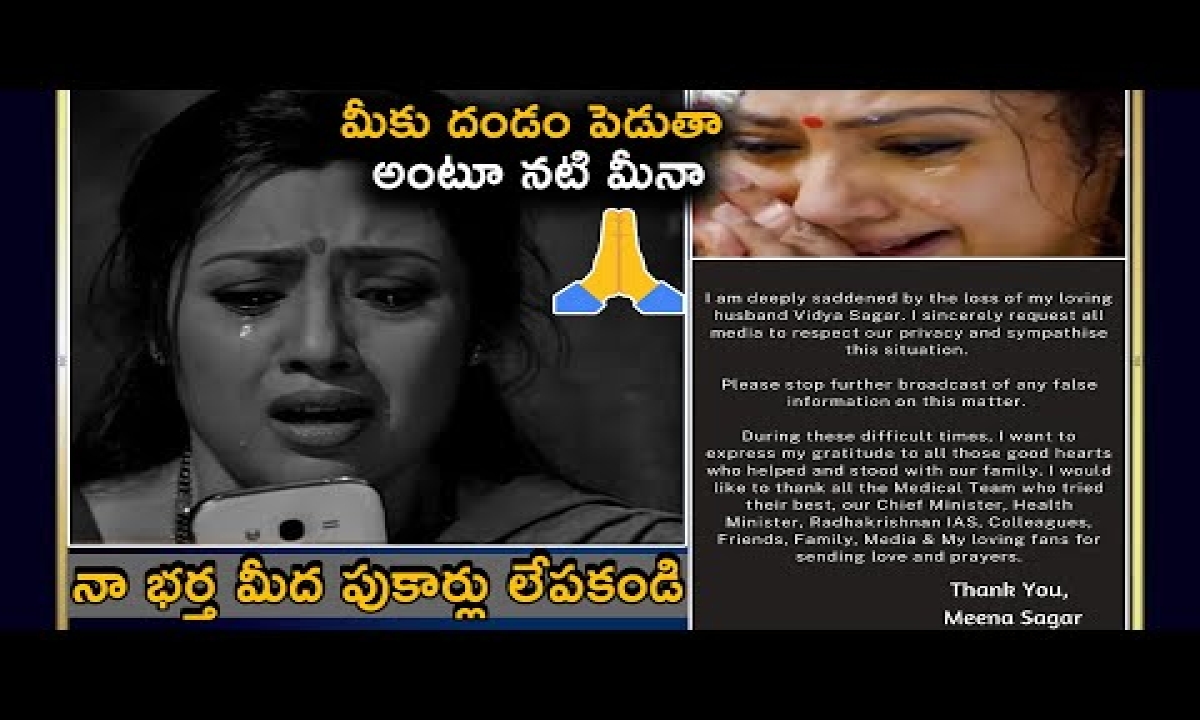 మీకు దండం పెడుతా
అంటూ నటి మీనా
నా భర్త మీద పుకార్లు లేపకండి
I am deeply saddened by the loss of my loving
husband Vidya Sagar. I sincerely request all
media to respect our privacy and sympathise
this situation.
Please stop further broadcast of any false
information on this matter.
During these difficult times, I want to
express my gratitude to all those good hearts
who helped and stood with our family. I would
like to thank all the Medical Team who tried
their best, our Chief Minister, Health
Minister, Radhakrishnan IAS, Colleagues,
Friends, Family, Media & My loving fans for
sending love and prayers.
Thank You,
Meena Sagar